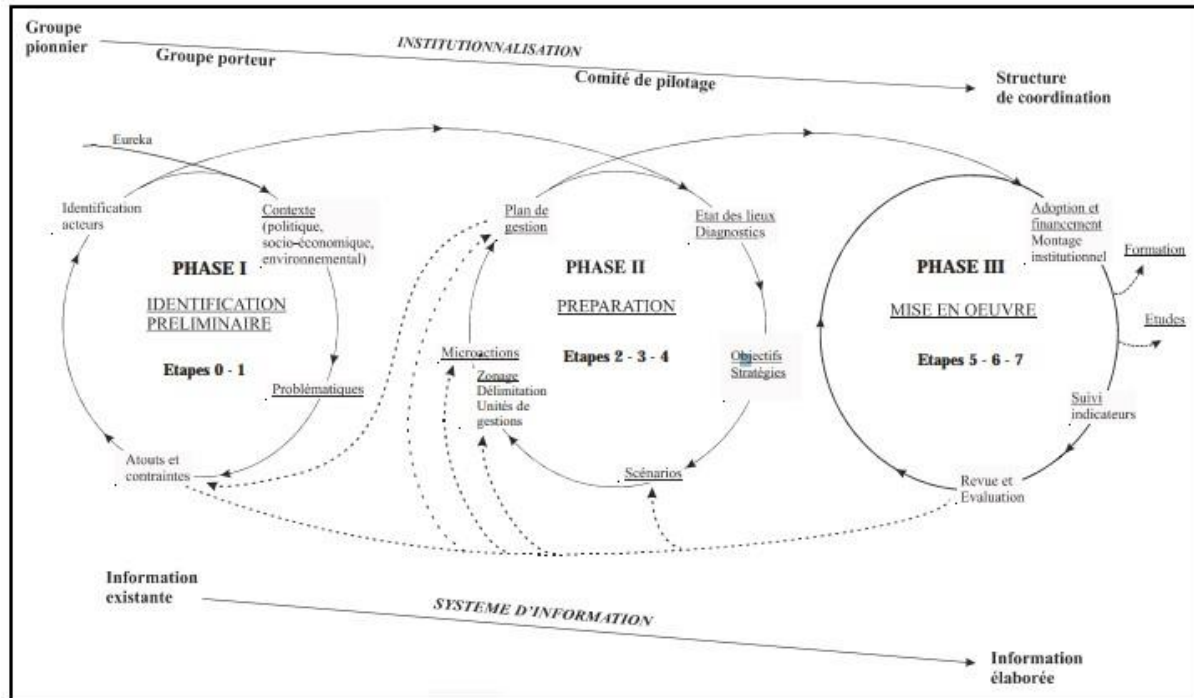 Groupe
pionnier
INSTITUTIONNALISATION
Groupe porteur
Comité de pilotage
Structure
de coordination
Eureka
Identification
acteurs
Contexte
(politique,
socio-économique,
environnemental)
PHASE I
IDENTIFICATION
PRELIMINAIRE
Etapes 0 - 1
Problématiques
Atouts et
contraintes
Plan de
gestion
Etat des lieux
Diagnostics
PHASE II
PREPARATION
Etapes 2 - 3 - 4
Microactions
Zonage
Délimitation
Unités de
gestions
Objectifs
Stratégies
Scénarios
Adoption et
financement
Montage
institutionnel
PHASE III
MISE EN OEUVRE
Etapes 5 - 6 - 7
Formation
Etudes
Suivi
indicateurs
Revue et
Evaluation
Information
existante
SYSTEME D'INFORMATION
Information
élaborée